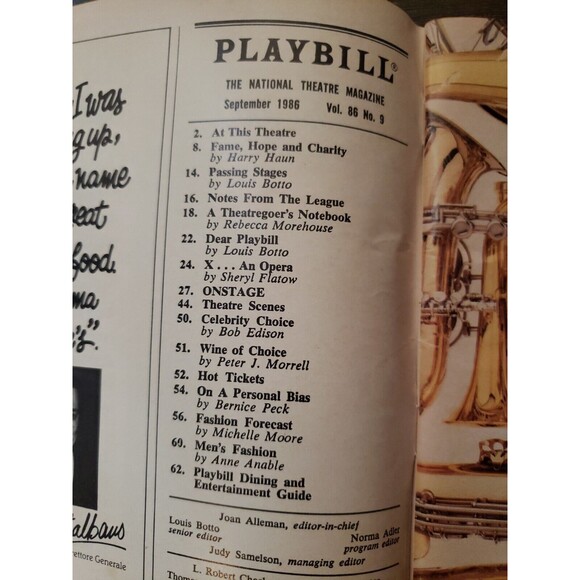 I was
up,
name
reat
Good.
ma
's".
talbans
rettore Generale
PLAYBILL®
THE NATIONAL THEATRE MAGAZINE
September 1986 Vol. 86 No. 9
2. At This Theatre
8. Fame, Hope and Charity
by Harry Haun
14. Passing Stages
by Louis Botto
16. Notes From The League
18. A Theatregoer's Notebook
by Rebecca Morehouse
22. Dear Playbill
by Louis Botto
24. X . . . An Opera
by Sheryl Flatow
27. ONSTAGE
44. Theatre Scenes
50. Celebrity Choice
by Bob Edison
51. Wine of Choice
by Peter J. Morrell
52. Hot Tickets
54. On A Personal Bias
by Bernice Peck
56. Fashion Forecast
by Michelle Moore
60. Men's Fashion
by Anne Anable
62. Playbill Dining and
Entertainment Guide
Joan Alleman, editor-in-chief
Louis Botto Norma Adler
senior editor program editor
Judy Samelson, managing editor
L. Robert